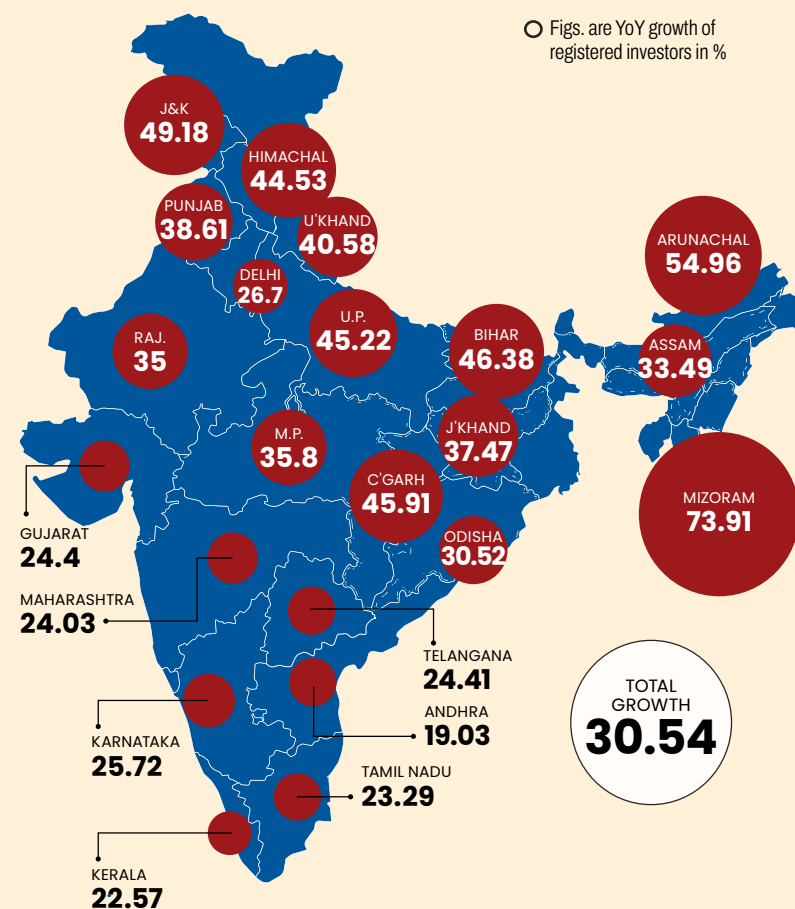 Figs. are YoY growth of
registered investors in %
J&K
49.18
HIMACHAL
44.53
PUNJAB
38.61
U'KHAND
40.58
DELHI
26.7
ARUNACHAL
54.96
RAJ.
35
U.P.
45.22
BIHAR
46.38
ASSAM
33.49
M.P.
35.8
J'KHAND
37.47
C'GARH
45.91
MIZORAM
73.91
GUJARAT
24.4
ODISHA
30.52
MAHARASHTRA
24.03
TELANGANA
24.41
TOTAL
GROWTH
30.54
ANDHRA
19.03
KARNATAKA
25.72
TAMIL NADU
23.29
KERALA
22.57